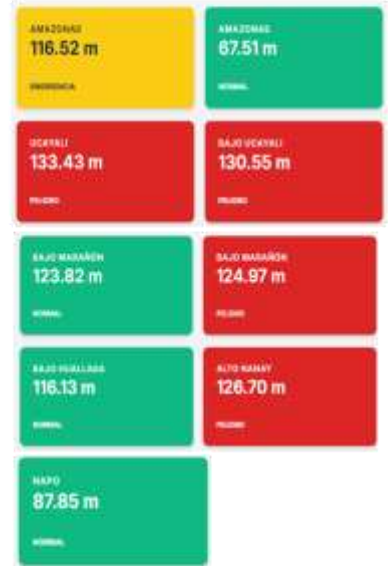 AMAZONAS
116.52 m
EMERGENCIA
AMAZONAS
67.51 m
NORMAL
UCAYALI
133.43 m
PELIGRO
BAJO UCAYALI
130.55 m
PELIGRO
BAJO MARAÑÓN
123.82 m
NORMAL
BAJO MARAÑÓN
124.97 m
PELIGRO
BAJO HUALLAGA
116.13 m
NORMAL
ALTO NANAY
126.70 m
PELIGRO
NAPO
87.85 m
NORMAL